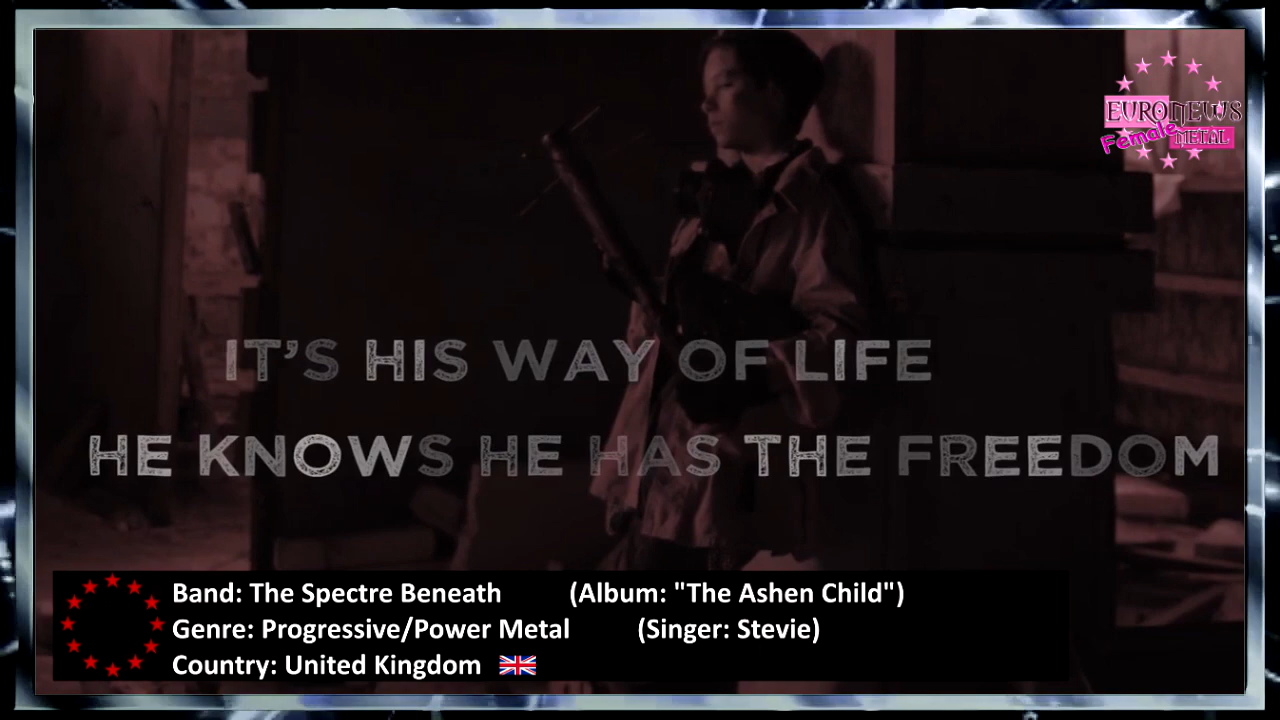 EURONEWS
Female METAL
IT'S HIS WAY OF LIFE
HE KNOWS HE HAS THE FREEDOM
Band: The Spectre Beneath (Album: "The Ashen Child")
Genre: Progressive/Power Metal (Singer: Stevie)
Country: United Kingdom